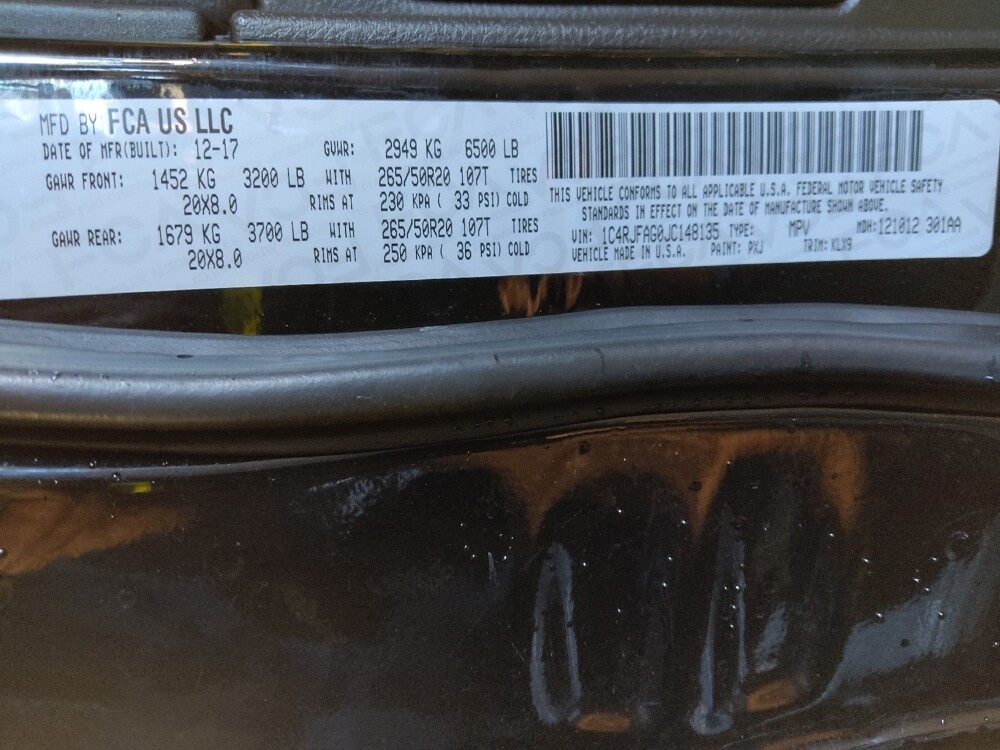 MFD BY FCA US LLC
DATE OF MFR(BUILT): 12-17 GVWR: 2949 KG 6500 LB
GAWR FRONT: 1452 KG 3200 LB WITH 265/50R20 107T TIRES
20X8.0 RIMS AT 230 KPA ( 33 PSI) COLD
GAWR REAR: 1679 KG 3700 LB WITH 265/50R20 107T TIRES
20X8.0 RIMS AT 250 KPA ( 36 PSI) COLD
THIS VEHICLE CONFORMS TO ALL APPLICABLE U.S.A. FEDERAL MOTOR VEHICLE SAFETY
STANDARDS IN EFFECT ON THE DATE OF MANUFACTURE SHOWN ABOVE.
VIN: 1C4RJFAG0JC148135 TYPE: MPV MDH:121012 301AA
VEHICLE MADE IN U.S.A. PAINT: PXJ TRIM: KLX9